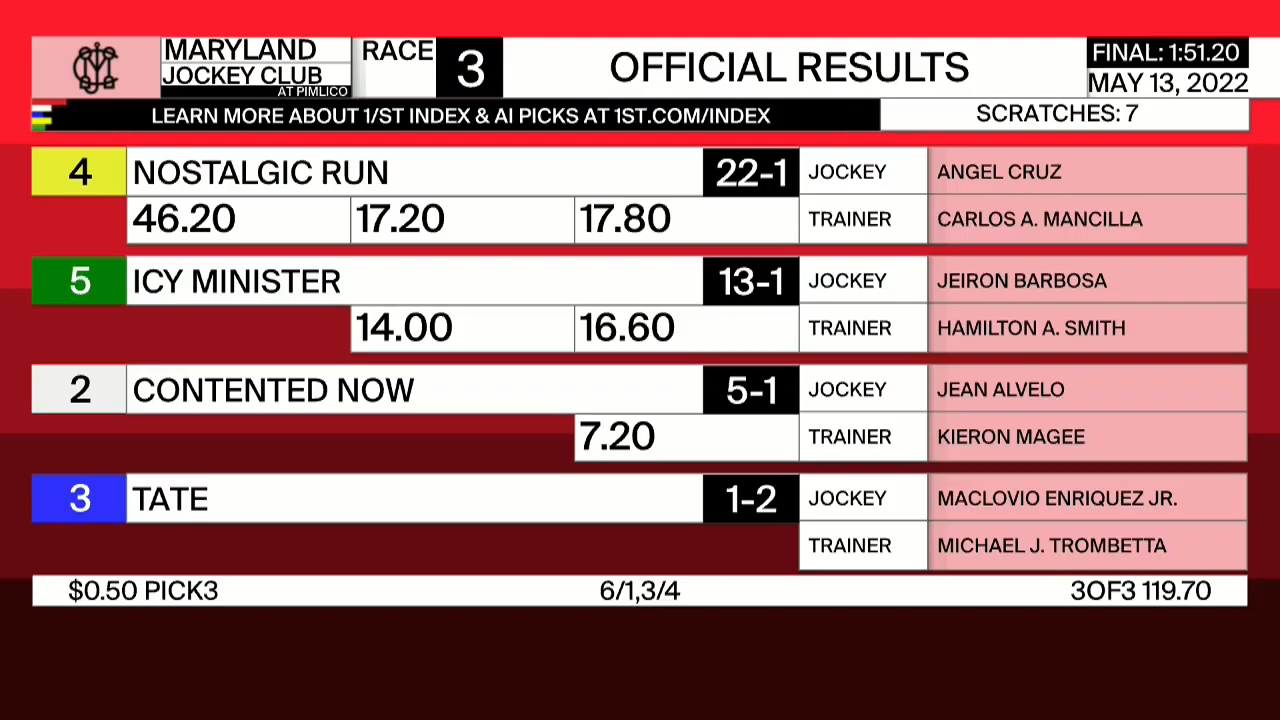 MARYLAND
JOCKEY CLUB
AT PIMLICO
RACE 3
OFFICIAL RESULTS
FINAL: 1:51.20
MAY 13, 2022
LEARN MORE ABOUT 1/ST INDEX & AI PICKS AT 1ST.COM/INDEX
SCRATCHES: 7
4 NOSTALGIC RUN 22-1 JOCKEY ANGEL CRUZ
46.20 17.20 17.80 TRAINER CARLOS A. MANCILLA
5 ICY MINISTER 13-1 JOCKEY JEIRON BARBOSA
14.00 16.60 TRAINER HAMILTON A. SMITH
2 CONTENTED NOW 5-1 JOCKEY JEAN ALVELO
7.20 TRAINER KIERON MAGEE
3 TATE 1-2 JOCKEY MACLOVIO ENRIQUEZ JR.
TRAINER MICHAEL J. TROMBETTA
$0.50 PICK3 6/1,3/4 3OF3 119.70